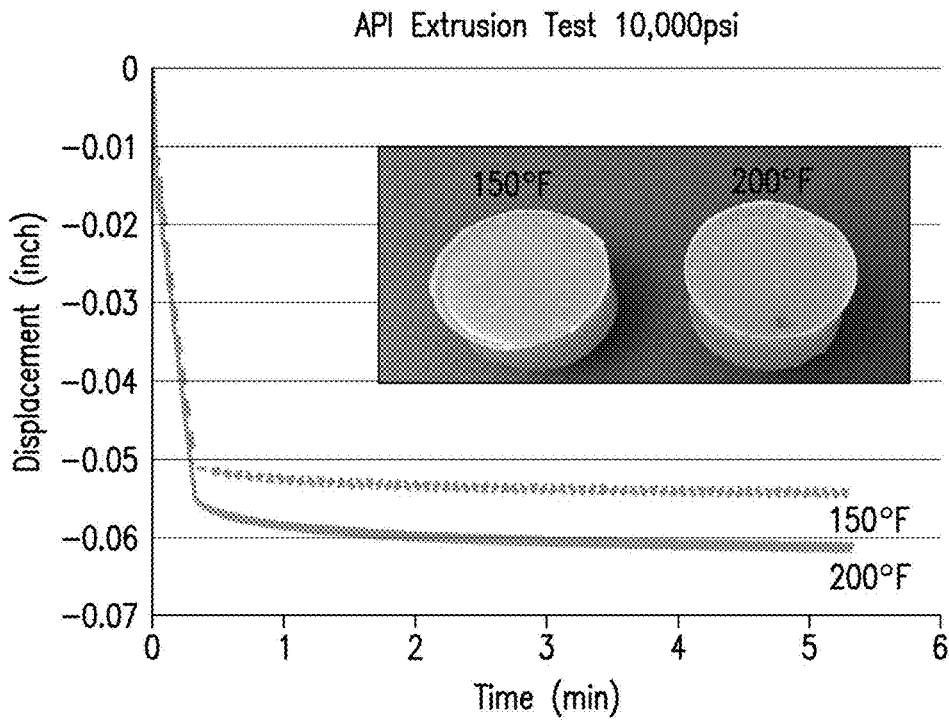 API Extrusion Test 10,000psi
0
−0.01
−0.02
−0.03
−0.04
−0.05
−0.06
−0.07
Displacement (inch)
150°F
200°F
150°F
200°F
0 1 2 3 4 5 6
Time (min)